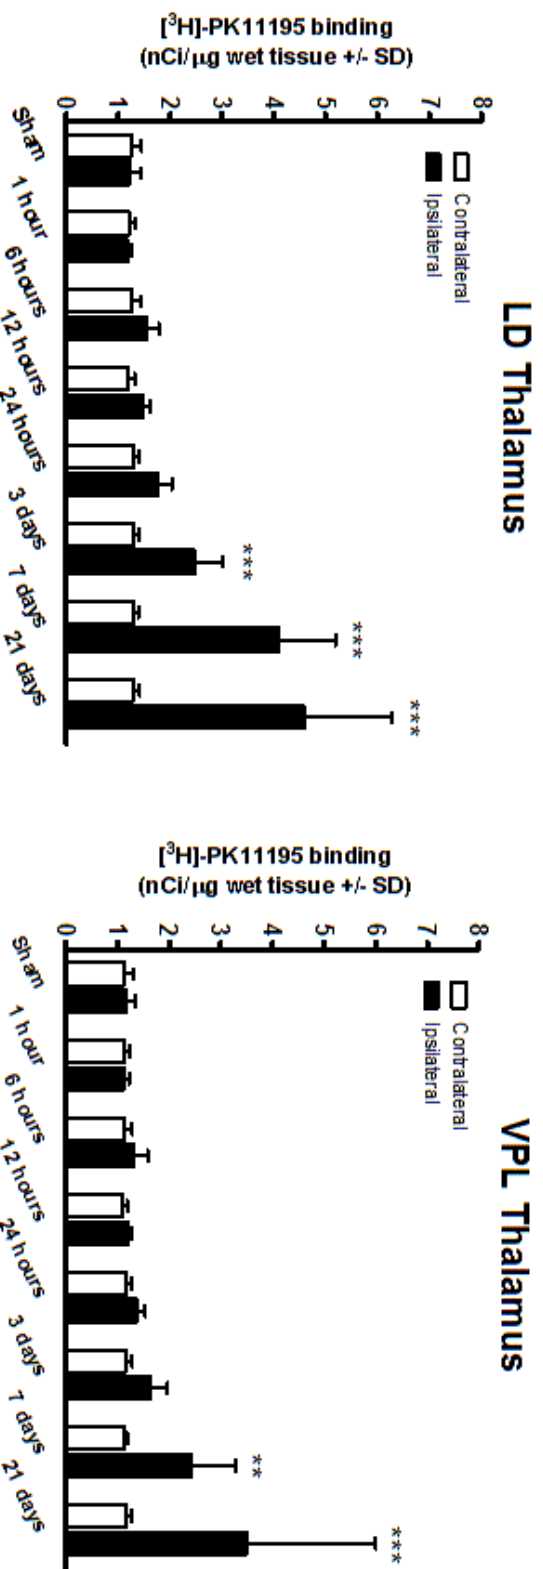 LD Thalamus
[³H]-PK11195 binding
(nCi/µg wet tissue +/- SD)
8
7
6
5
4
3
2
1
0
Contralateral
Ipsilateral
***
***
***
Sham
1 hour
6 hours
12 hours
24 hours
3 days
7 days
21 days
VPL Thalamus
[³H]-PK11195 binding
(nCi/µg wet tissue +/- SD)
8
7
6
5
4
3
2
1
0
Contralateral
Ipsilateral
**
***
Sham
1 hour
6 hours
12 hours
24 hours
3 days
7 days
21 days